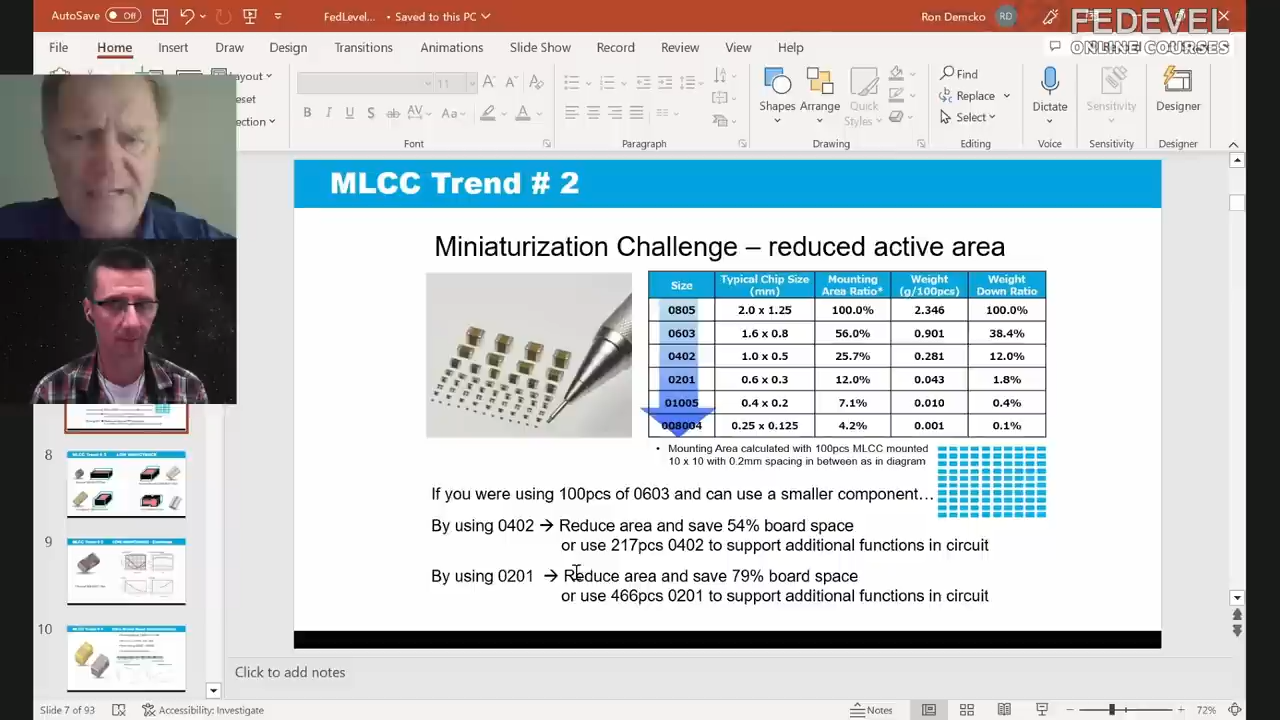 AutoSave Off
FedLevel... • Saved to this PC
Ron Demcko RD
FEDEVEL
ONLINE COURSES
File Home Insert Draw Design Transitions Animations Slide Show Record Review View Help
ayout
eset
ection
11
Font
Paragraph
Shapes Arrange Quick Styles
Drawing
Find
Replace
Select
Editing
Dictate
Voice
Sensitivity
Sensitivity
Designer
Designer
MLCC Trend # 2
Miniaturization Challenge – reduced active area
Size Typical Chip Size (mm) Mounting Area Ratio* Weight (g/100pcs) Weight Down Ratio
0805 2.0 x 1.25 100.0% 2.346 100.0%
0603 1.6 x 0.8 56.0% 0.901 38.4%
0402 1.0 x 0.5 25.7% 0.281 12.0%
0201 0.6 x 0.3 12.0% 0.043 1.8%
01005 0.4 x 0.2 7.1% 0.010 0.4%
008004 0.25 x 0.125 4.2% 0.001 0.1%
• Mounting Area calculated with 100pcs MLCC mounted
10 x 10 with 0.2mm spacing in between as in diagram
If you were using 100pcs of 0603 and can use a smaller component...
By using 0402 → Reduce area and save 54% board space
or use 217pcs 0402 to support additional functions in circuit
By using 0201 → Reduce area and save 79% board space
or use 466pcs 0201 to support additional functions in circuit
8
9
10
Click to add notes
Slide 7 of 93
Accessibility: Investigate
Notes
72%